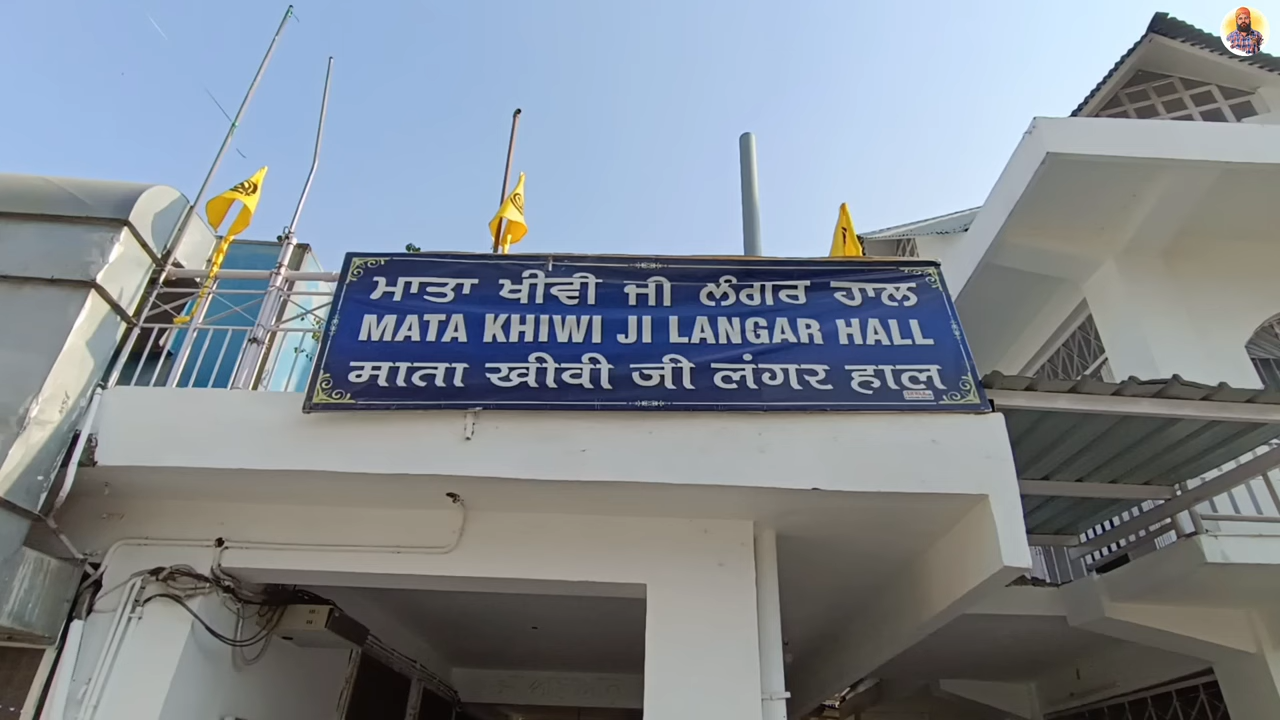 ਮਾਤਾ ਖੀਵੀ ਜੀ ਲੰਗਰ ਹਾਲ
MATA KHIWI JI LANGAR HALL
माता खीवी जी लंगर हाल